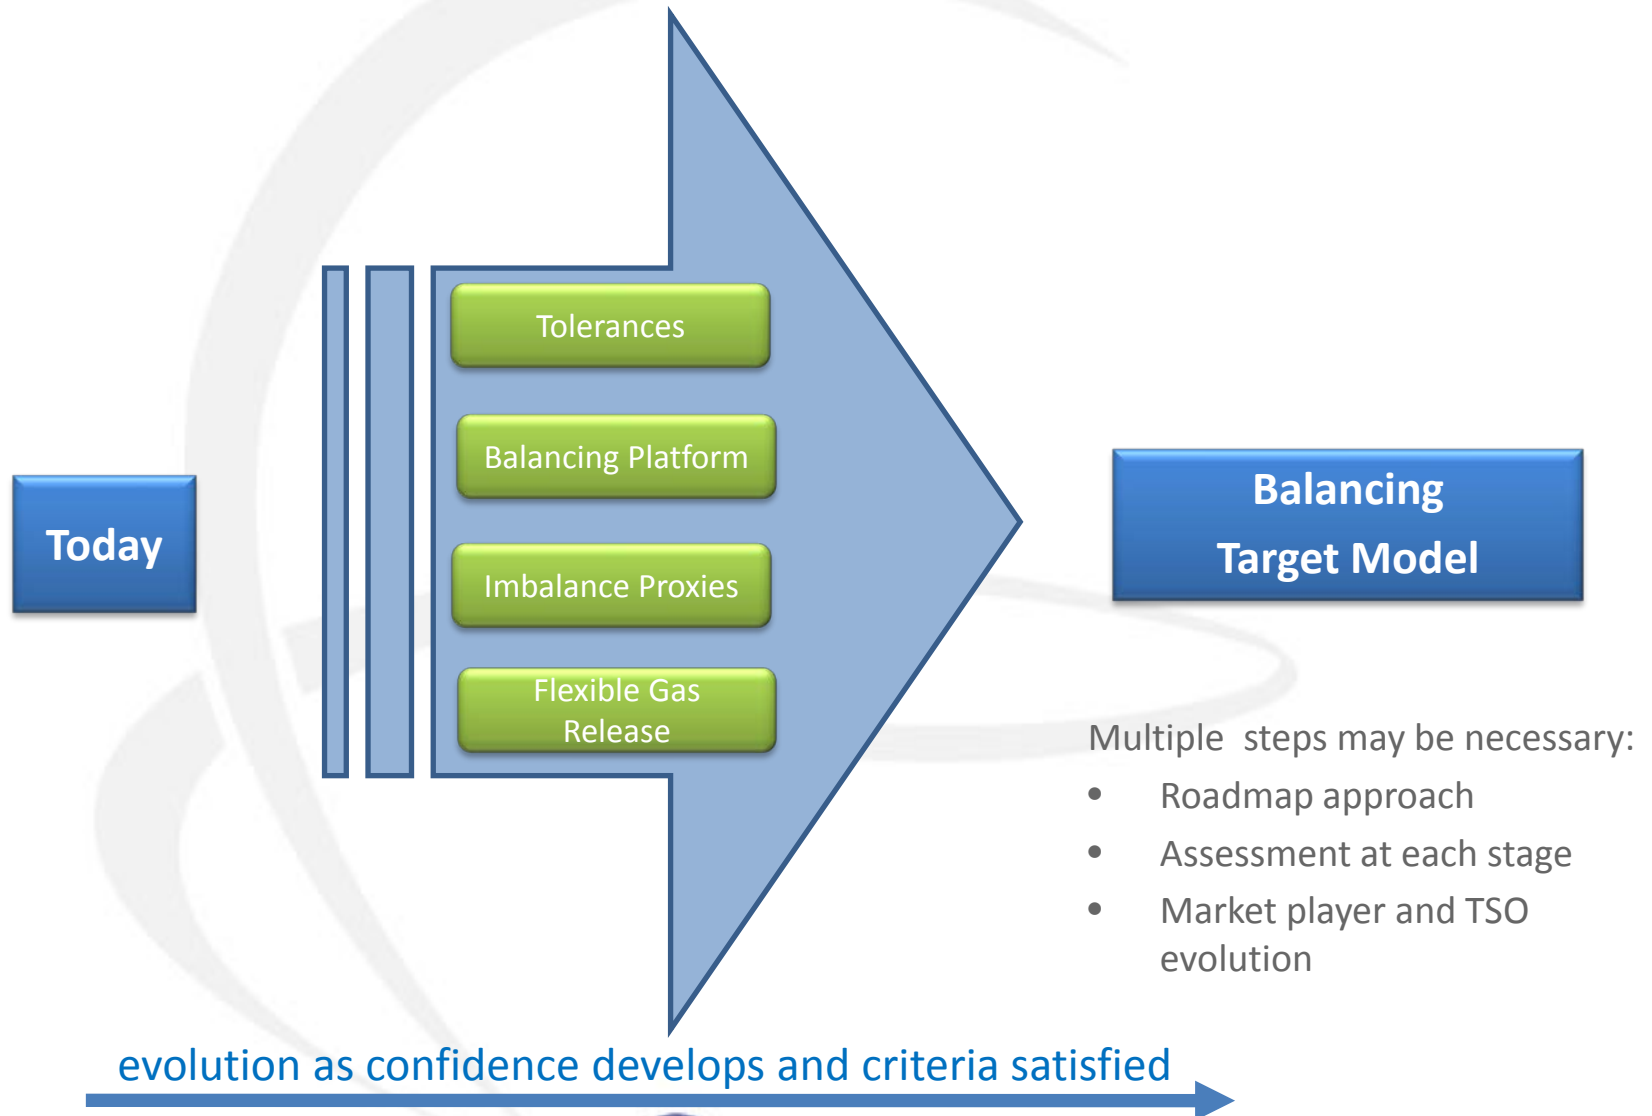 Tolerances
Balancing Platform
Imbalance Proxies
Flexible Gas
Release
Today
Balancing
Target Model
Multiple  steps may be necessary:
• Roadmap approach
• Assessment at each stage
• Market player and TSO
evolution
evolution as confidence develops and criteria satisfied